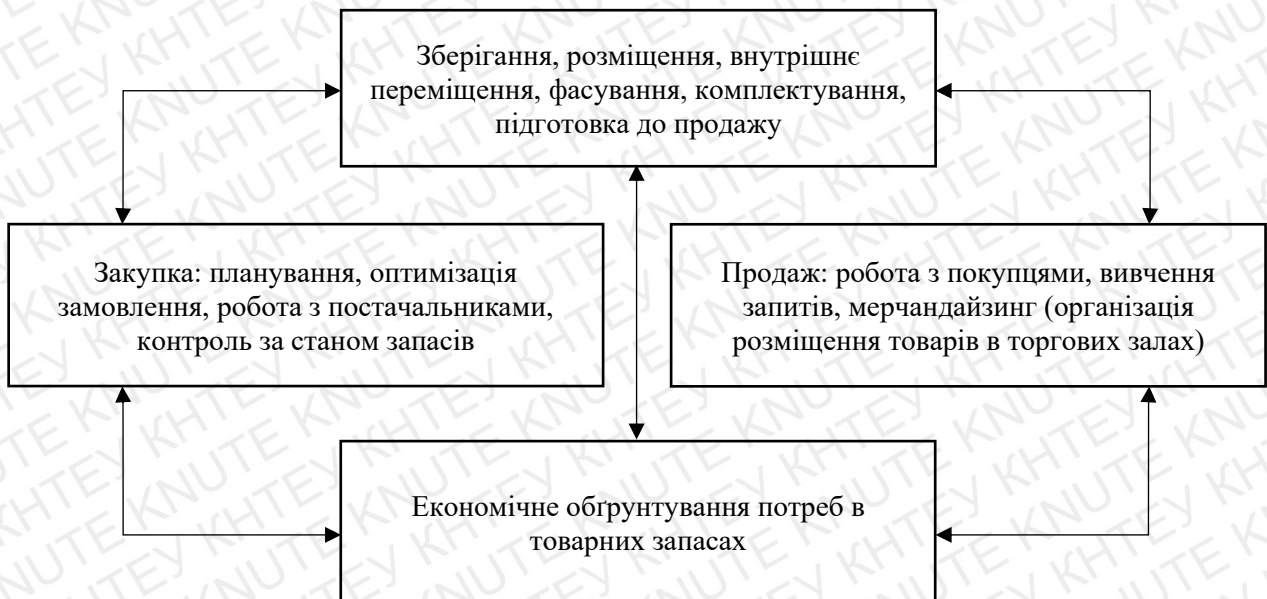 Зберігання, розміщення, внутрішнє
переміщення, фасування, комплектування,
підготовка до продажу
Закупка: планування, оптимізація
замовлення, робота з постачальниками,
контроль за станом запасів
Продаж: робота з покупцями, вивчення
запитів, мерчандайзинг (організація
розміщення товарів в торгових залах)
Економічне обґрунтування потреб в
товарних запасах